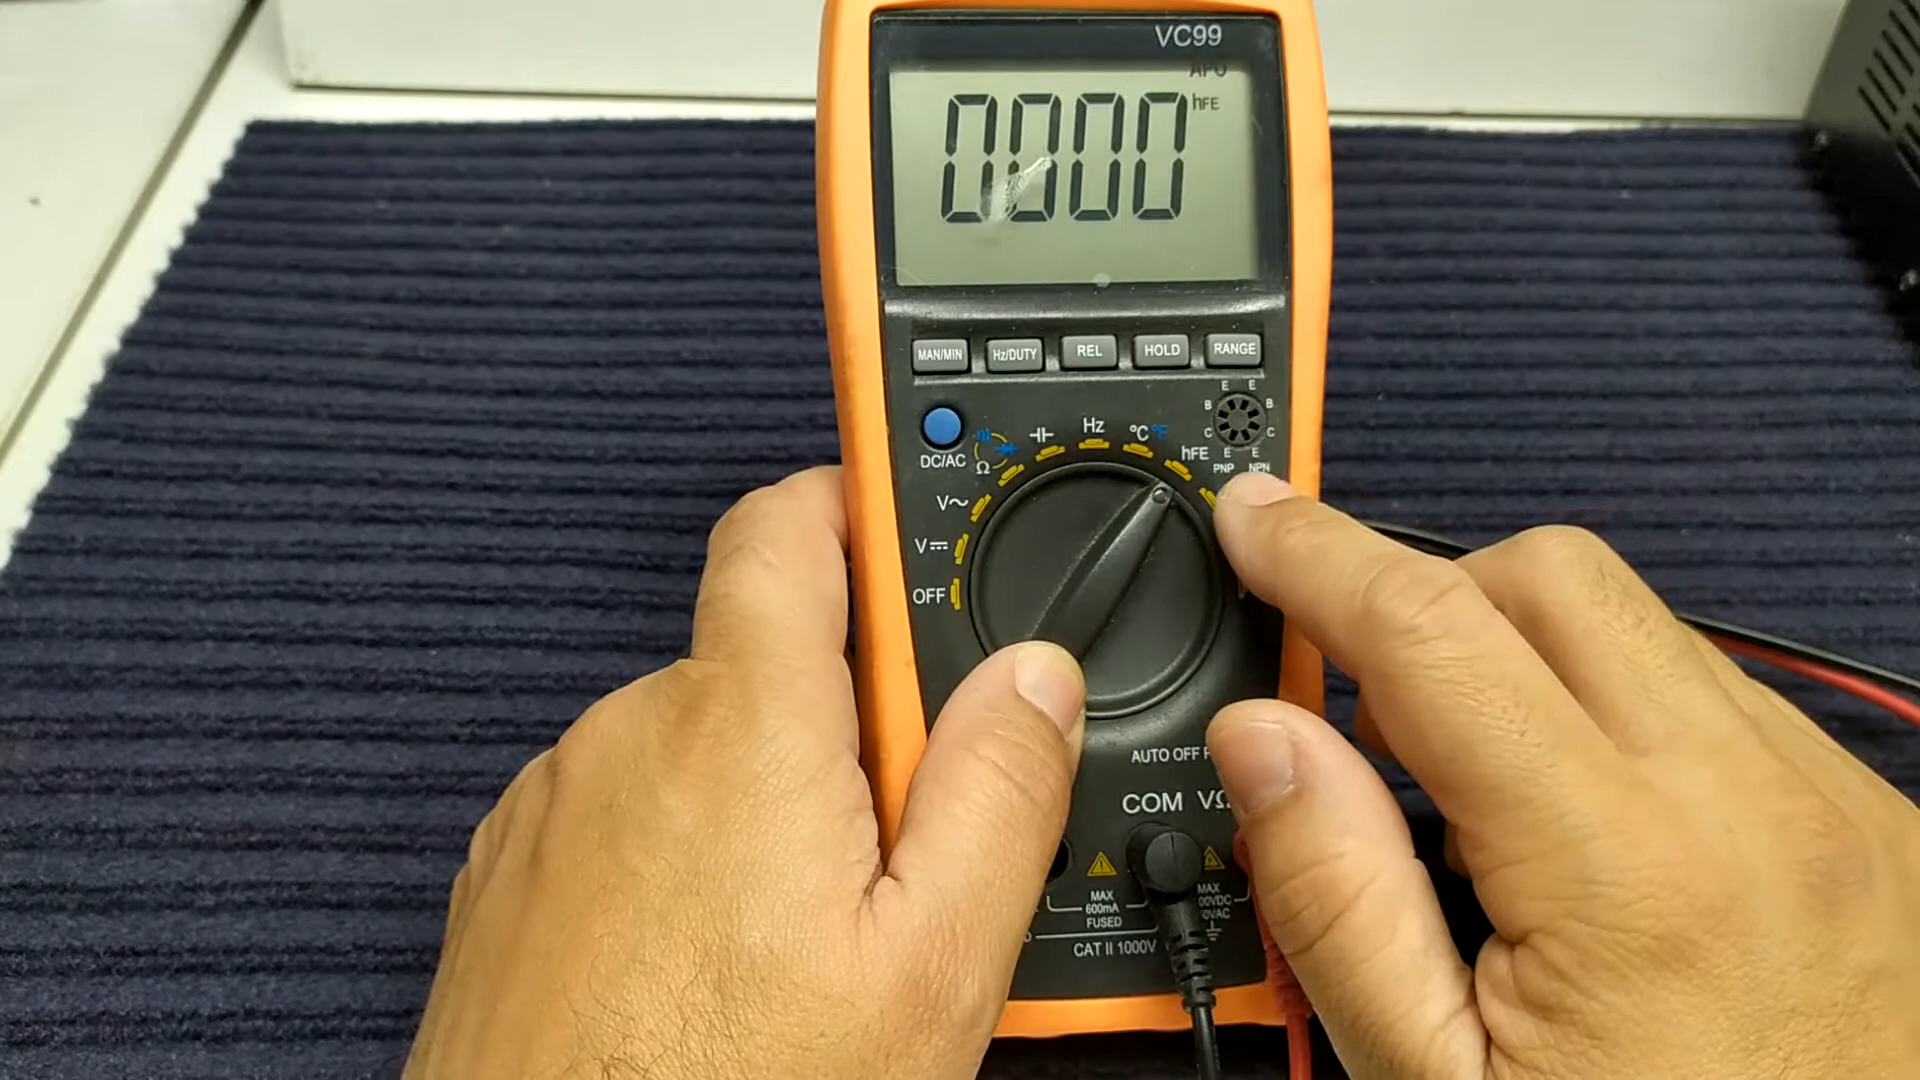 VC99
APO
hFE
0000
MAN/MIN Hz/DUTY REL HOLD RANGE
E E
B B
C C
E E
PNP NPN
DC/AC
Ω
Hz
°C °F
hFE
V~
V⎓
OFF
AUTO OFF
COM VΩ
MAX
600mA
FUSED
MAX
CAT II 1000V